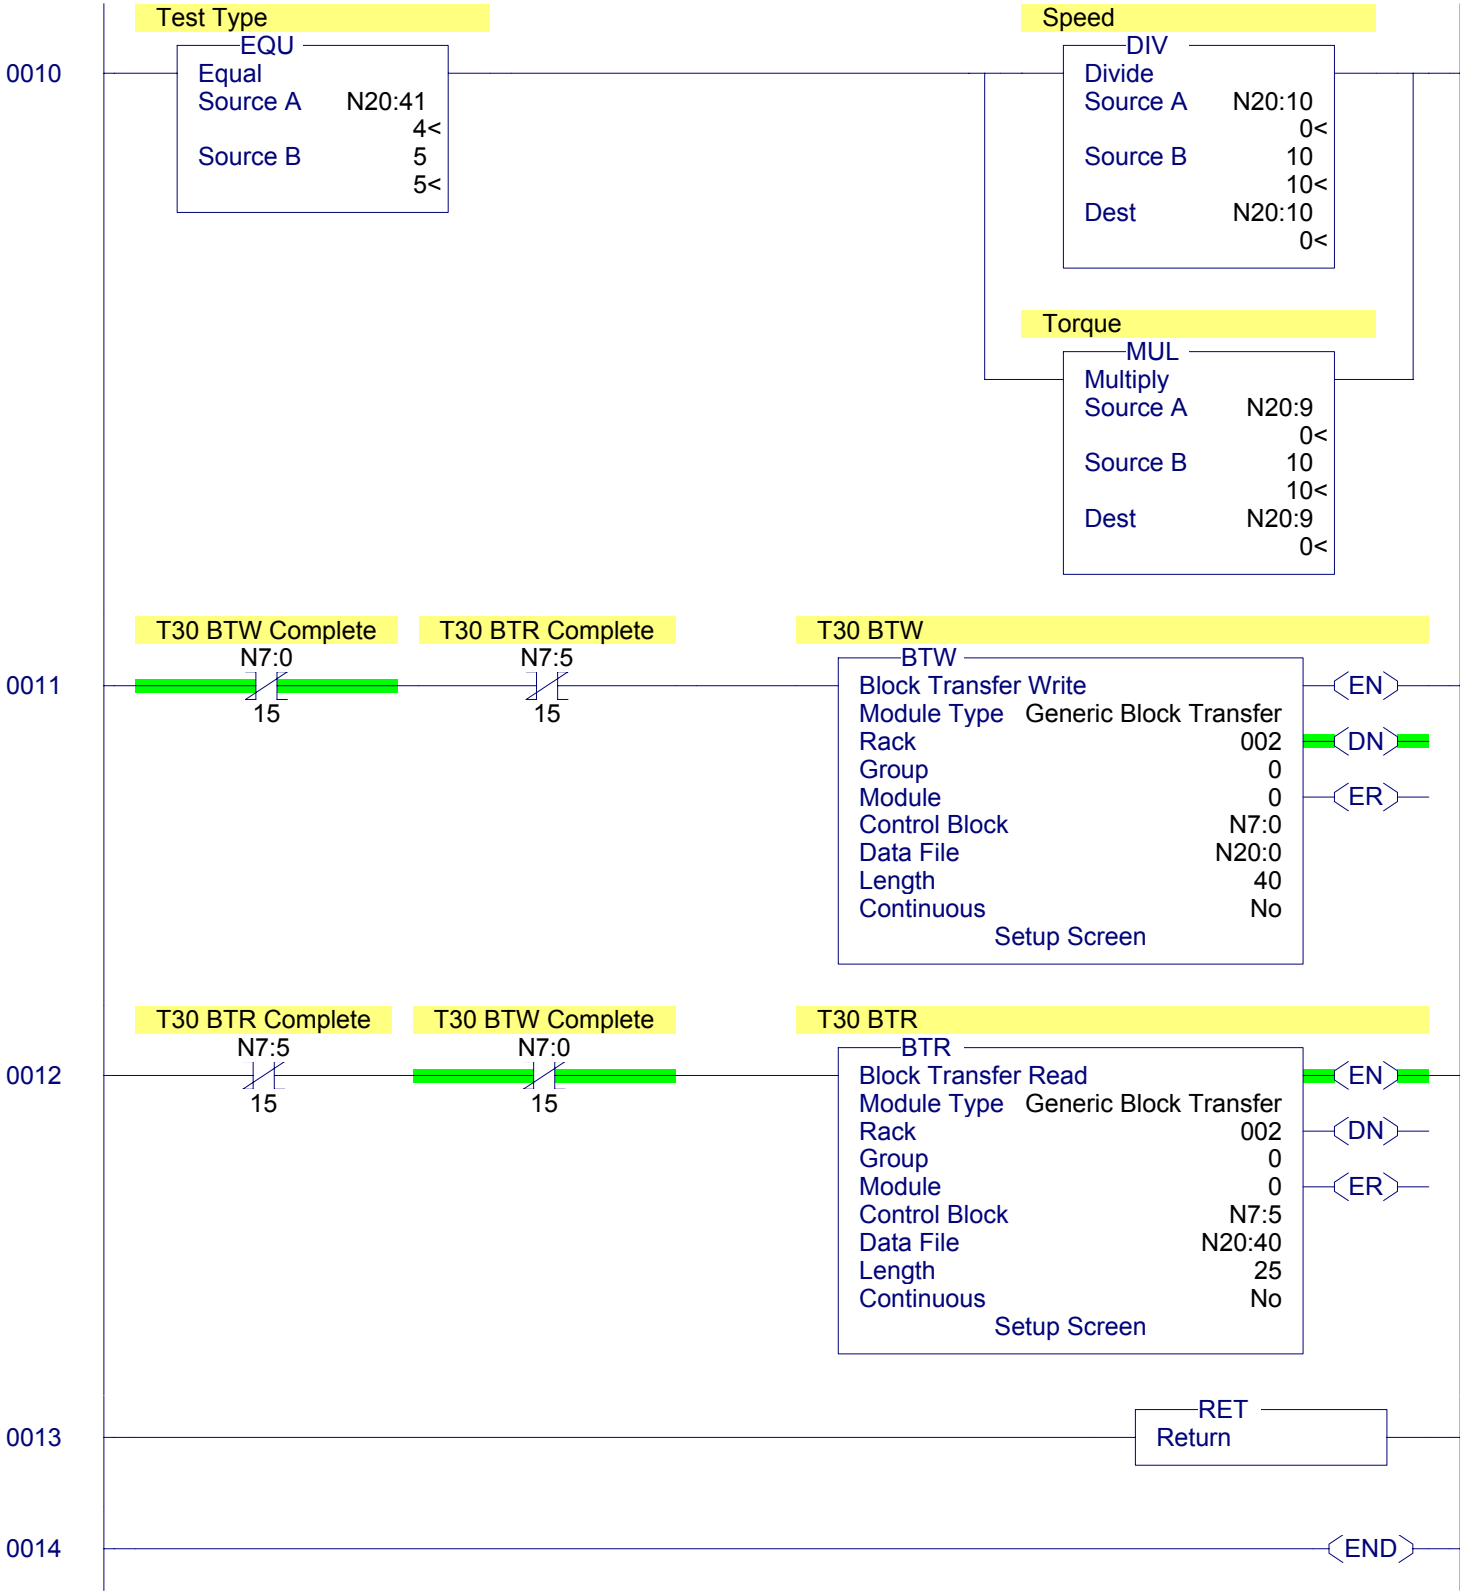 Test Type
Speed
EQU
DIV
0010
Equal
Divide
Source A N20:41
4<
Source B 5
5<
Source A N20:10
0<
Source B 10
10<
Dest N20:10
0<
Torque
MUL
Multiply
Source A N20:9
0<
Source B 10
10<
Dest N20:9
0<
T30 BTW Complete
T30 BTR Complete
T30 BTW
N7:0
N7:5
BTW
0011
15
15
Block Transfer Write
Module Type Generic Block Transfer
Rack 002
Group 0
Module 0
Control Block N7:0
Data File N20:0
Length 40
Continuous No
Setup Screen
EN
DN
ER
T30 BTR Complete
T30 BTW Complete
T30 BTR
N7:5
N7:0
BTR
0012
15
15
Block Transfer Read
Module Type Generic Block Transfer
Rack 002
Group 0
Module 0
Control Block N7:5
Data File N20:40
Length 25
Continuous No
Setup Screen
EN
DN
ER
RET
0013
Return
0014
END